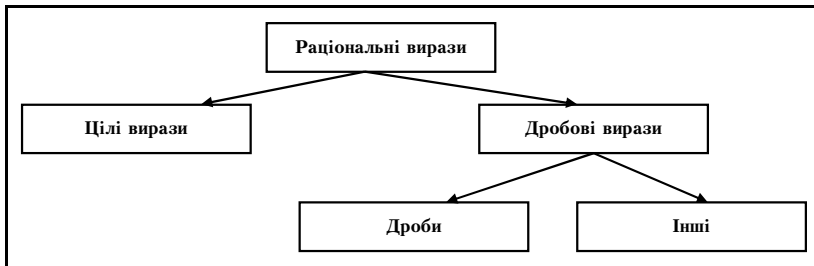 Раціональні вирази
Цілі вирази
Дробові вирази
Дроби
Інші